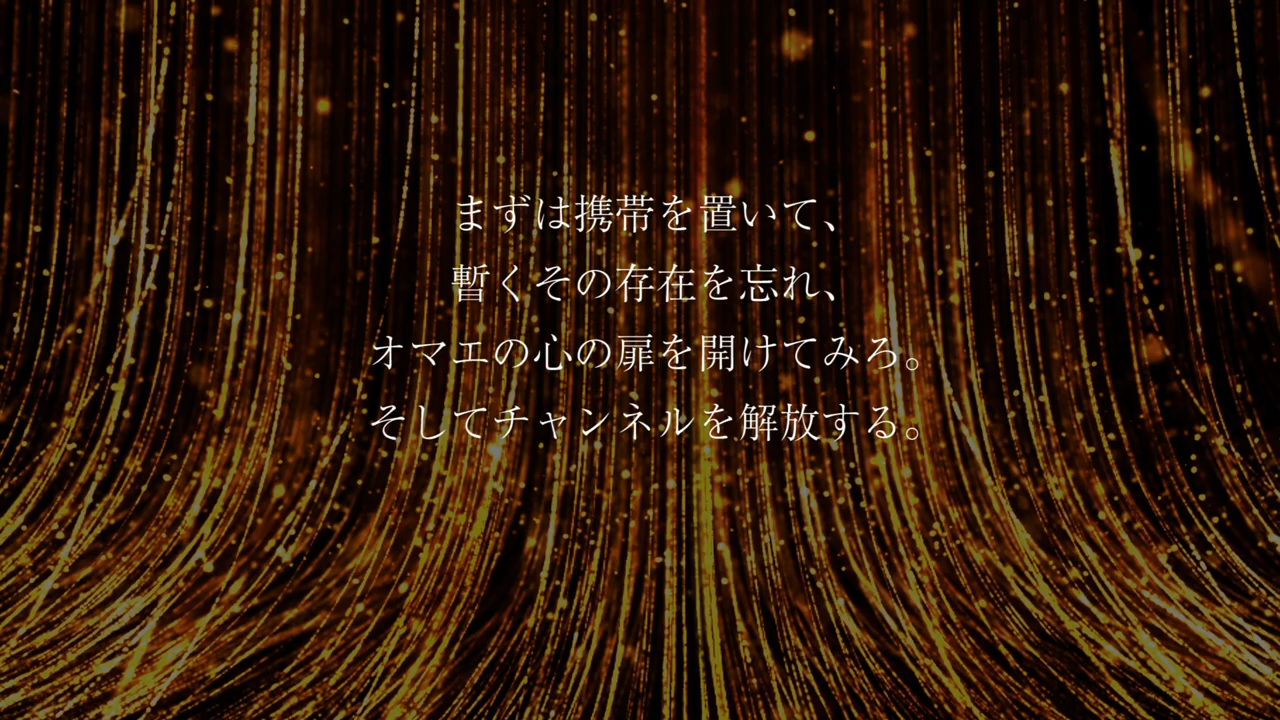 まずは携帯を置いて、
暫くその存在を忘れ、
オマエの心の扉を開けてみろ。
そしてチャンネルを解放する。